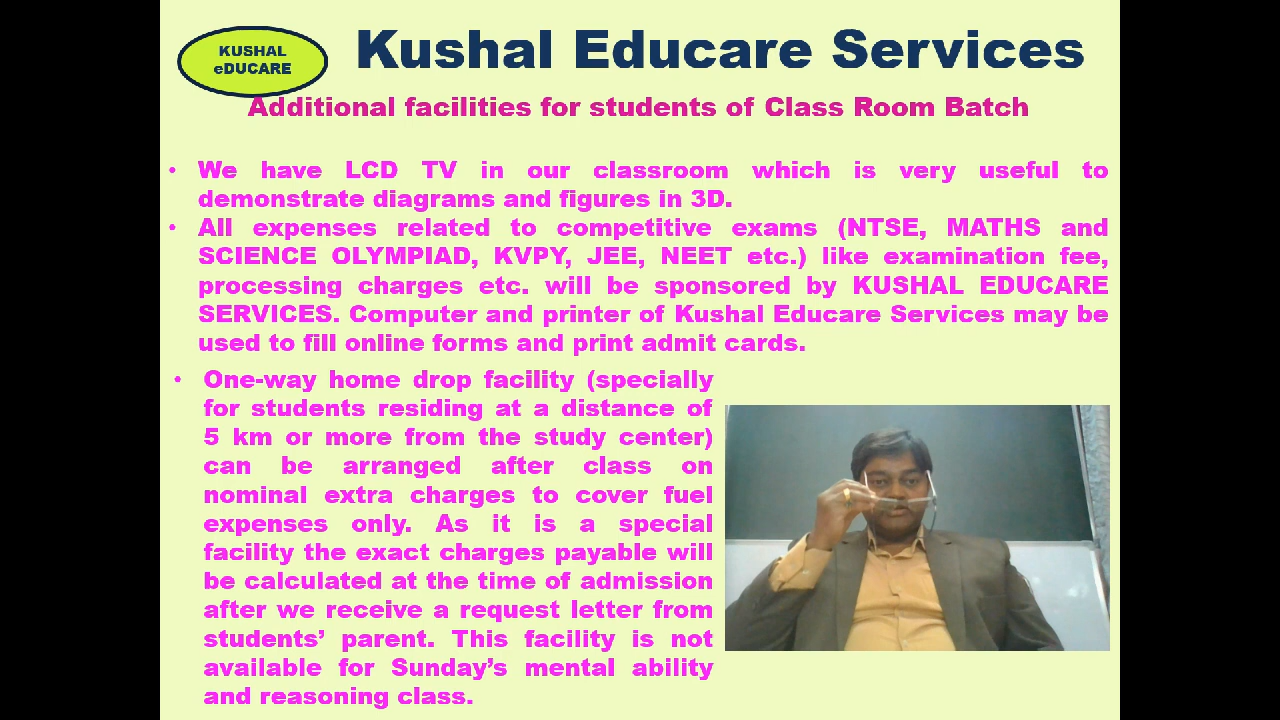 KUSHAL
eDUCARE
Kushal Educare Services
Additional facilities for students of Class Room Batch
• We have LCD TV in our classroom which is very useful to
demonstrate diagrams and figures in 3D.
• All expenses related to competitive exams (NTSE, MATHS and
SCIENCE OLYMPIAD, KVPY, JEE, NEET etc.) like examination fee,
processing charges etc. will be sponsored by KUSHAL EDUCARE
SERVICES. Computer and printer of Kushal Educare Services may be
used to fill online forms and print admit cards.
• One-way home drop facility (specially
for students residing at a distance of
5 km or more from the study center)
can be arranged after class on
nominal extra charges to cover fuel
expenses only. As it is a special
facility the exact charges payable will
be calculated at the time of admission
after we receive a request letter from
students’ parent. This facility is not
available for Sunday’s mental ability
and reasoning class.